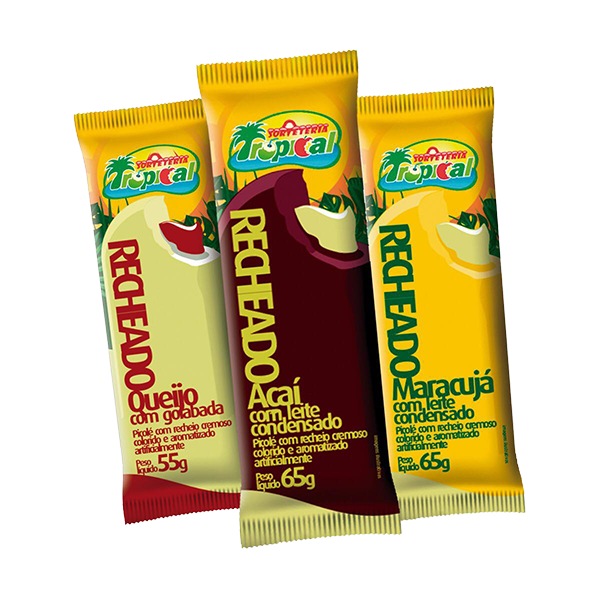 SORVETERIA
Tropical
RECHEADO
Queijo
com goiabada
Picolé com recheio cremoso
colorido e aromatizado
artificialmente
Peso
líquido 55g
SORVETERIA
Tropical
RECHEADO
Açaí
com leite
condensado
Picolé com recheio cremoso
colorido e aromatizado
artificialmente
Peso
líquido 65g
SORVETERIA
Tropical
RECHEADO
Maracujá
com leite
condensado
Picolé com recheio cremoso
colorido e aromatizado
artificialmente
Peso
líquido 65g